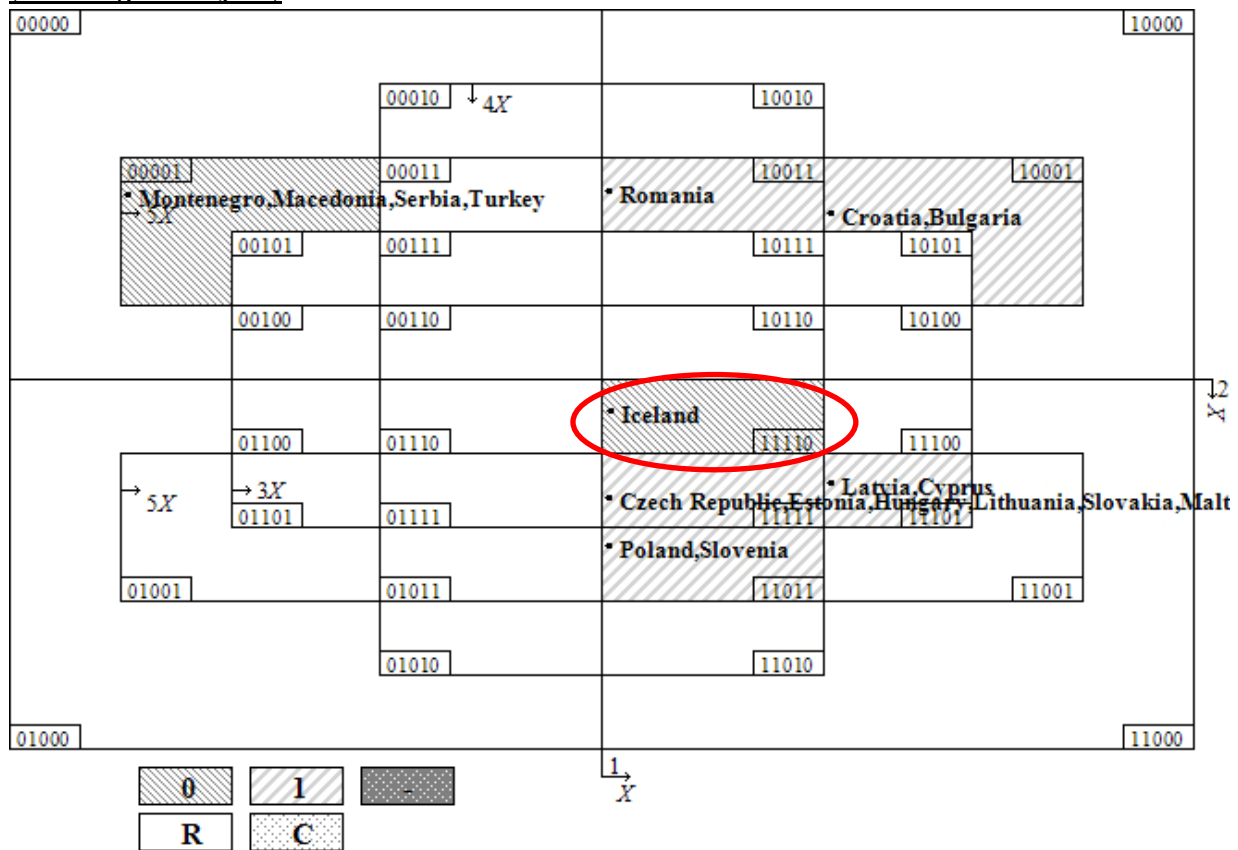 00000 10000
00010 4X 10010
00001 00011 10011 10001
Montenegro,Macedonia,Serbia,Turkey Romania
5X Croatia,Bulgaria
00101 00111 10111 10101
00100 00110 10110 10100
X2
Iceland
01100 01110 11110 11100
5X 3X Latvia,Cyprus
Czech Republic,Estonia,Hungary,Lithuania,Slovakia,Malt
01101 01111 11111 11101
Poland,Slovenia
01001 01011 11011 11001
01010 11010
01000 11000
1
X
0 1 -
R C